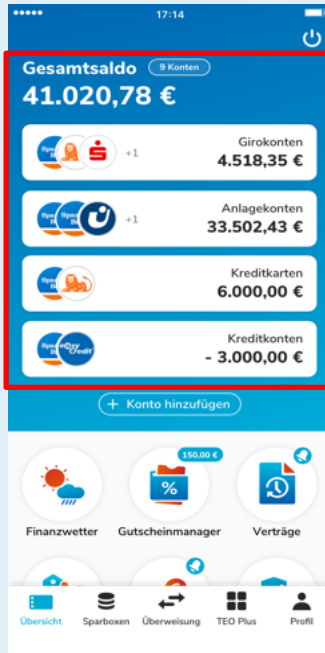 17:14
Gesamtsaldo 9 Konten
41.020,78 €
+1
Girokonten
4.518,35 €
+1
Anlagekonten
33.502,43 €
Kreditkarten
6.000,00 €
easy Credit
Kreditkonten
- 3.000,00 €
+ Konto hinzufügen
150,00 €
%
Finanzwetter Gutscheinmanager Verträge
Übersicht Sparboxen Überweisung TEO Plus Profil